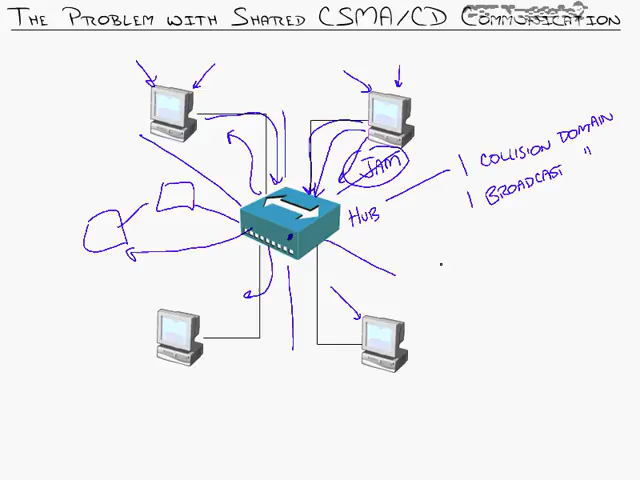 THE PROBLEM WITH SHARED CSMA/CD COMMUNICATION
JAM
HUB
1 COLLISION DOMAIN
1 BROADCAST "